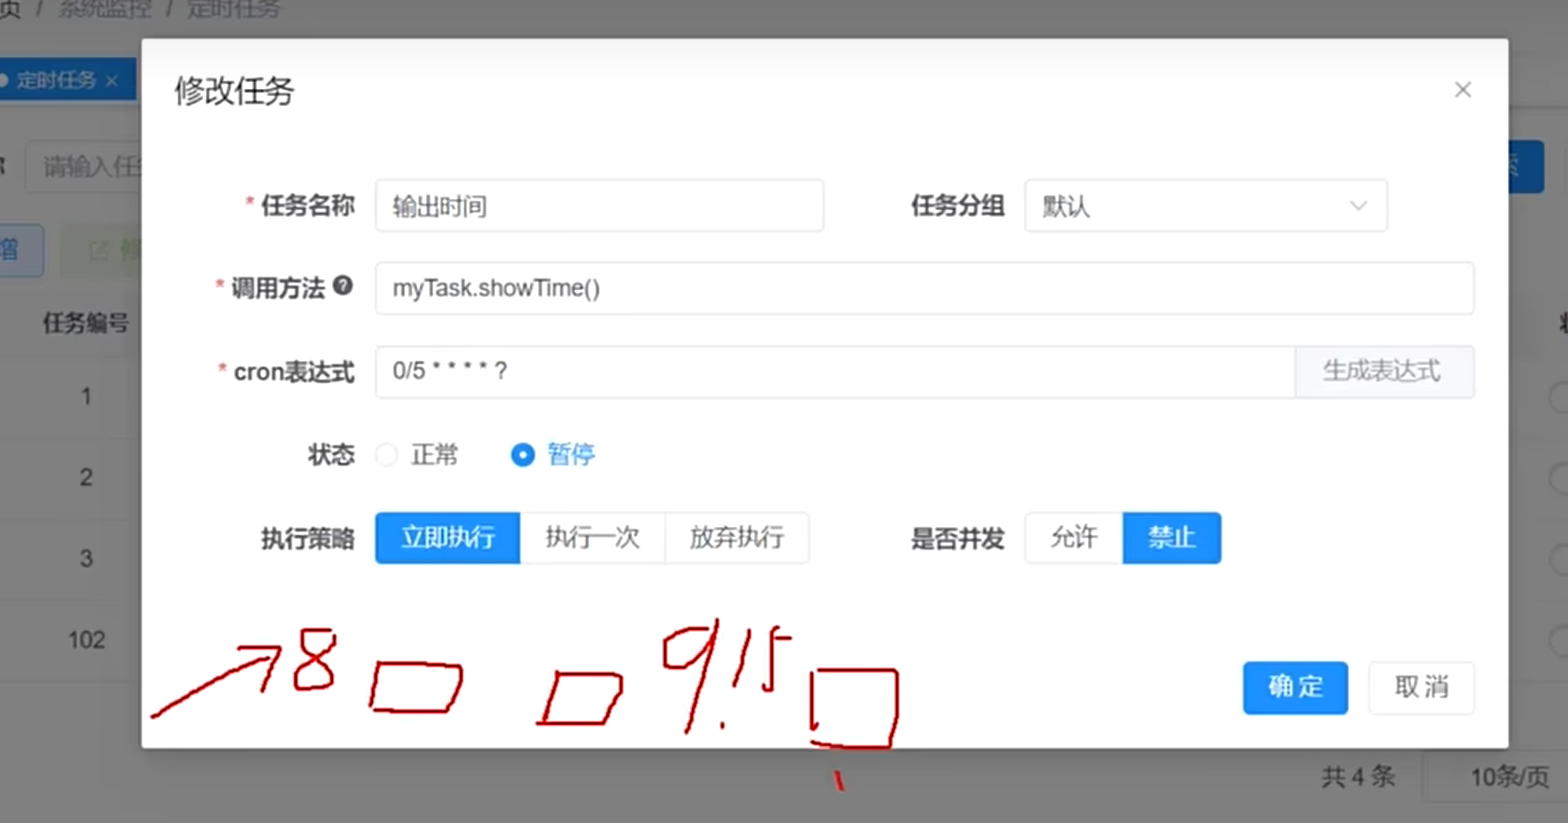 页 / 系统监控 / 定时任务
定时任务 ×
修改任务
请输入任务
* 任务名称 输出时间 任务分组 默认
增 修
* 调用方法 myTask.showTime()
任务编号
* cron表达式 0/5 * * * * ? 生成表达式
1
状态 正常 暂停
2
执行策略 立即执行 执行一次 放弃执行 是否并发 允许 禁止
3
102
8 9.15
确定 取消
共 4 条 10条/页